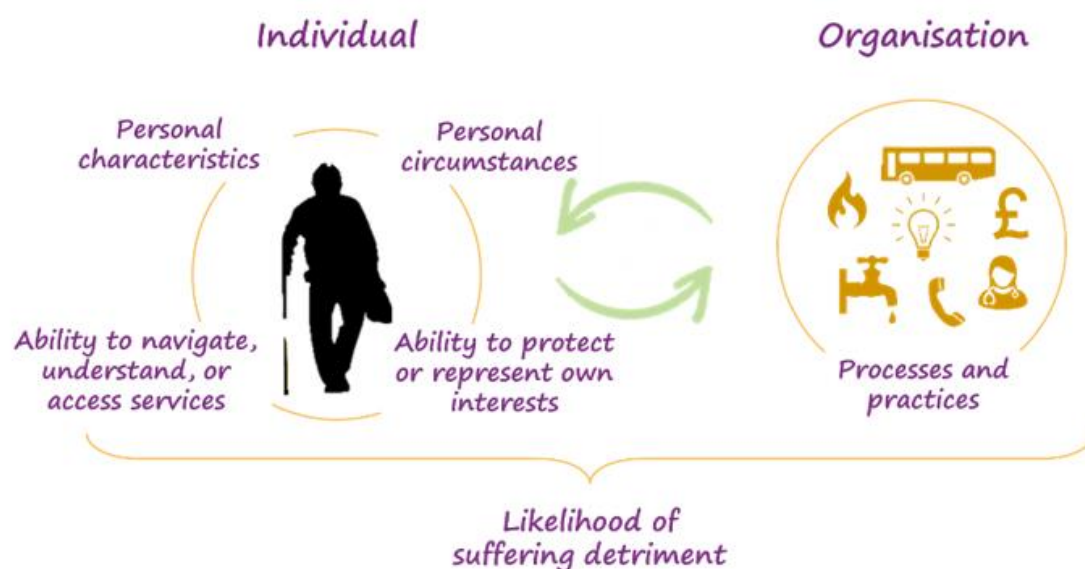 Individual
Organisation
Personal
characteristics
Personal
circumstances
£
Ability to navigate,
understand, or
access services
Ability to protect
or represent own
interests
Processes and
practices
Likelihood of
suffering detriment